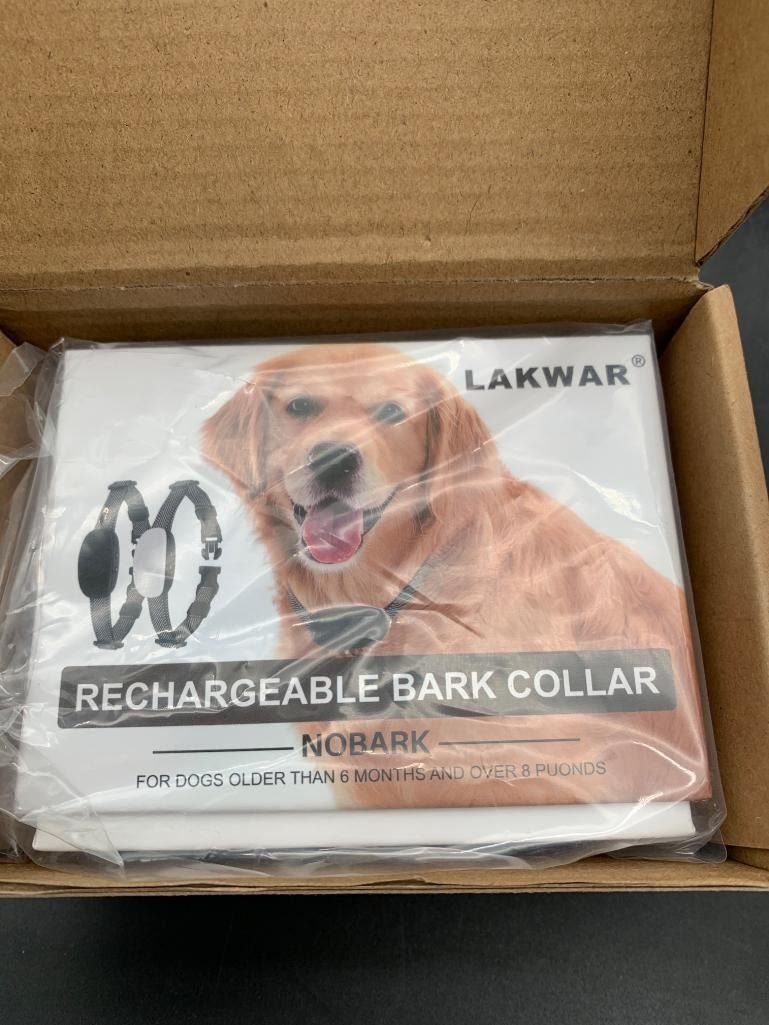 LAKWAR®
RECHARGEABLE BARK COLLAR
NOBARK
FOR DOGS OLDER THAN 6 MONTHS AND OVER 8 PUONDS